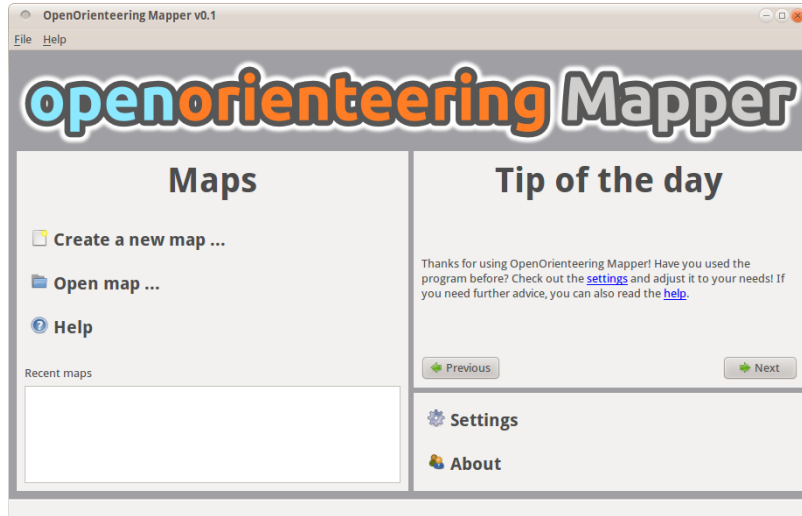 OpenOrienteering Mapper v0.1
File Help
openorienteering Mapper
Maps
Create a new map ...
Open map ...
Help
Recent maps
Tip of the day
Thanks for using OpenOrienteering Mapper! Have you used the
program before? Check out the settings and adjust it to your needs! If
you need further advice, you can also read the help.
Previous
Next
Settings
About